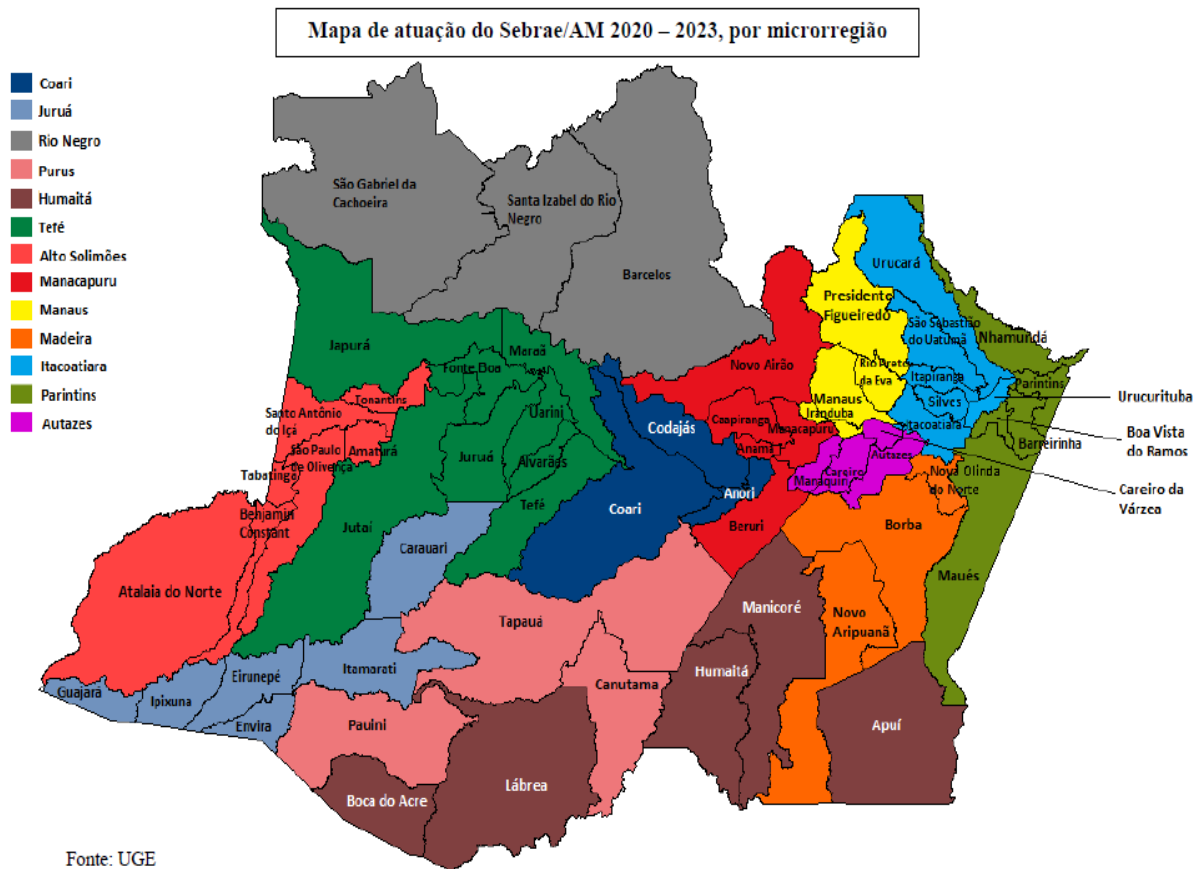 Mapa de atuação do Sebrae/AM 2020 – 2023, por microrregião
Coari
Juruá
Rio Negro
Purus
Humaitá
Tefé
Alto Solimões
Manacapuru
Manaus
Madeira
Itacoatiara
Parintins
Autazes
São Gabriel da
Cachoeira
Santa Izabel do Rio
Negro
Barcelos
Urucará
Presidente
Figueiredo
São Sebastião
do Uatumã
Nhamundá
Japurá
Maraã
Fonte Boa
Novo Airão
Rio Preto
da Eva
Itapiranga
Parintins
Silves
Urucurituba
Tonantins
Santo Antônio
do Içá
Uarini
Codajás
Caapiranga
Manacapuru
Manaus
Iranduba
Itacoatiara
Barreirinha
Boa Vista
do Ramos
São Paulo
de Olivença
Amaturá
Juruá
Alvarães
Anamã
Autazes
Careiro
Manaquiri
Nova Olinda
do Norte
Careiro da
Várzea
Tabatinga
Benjamin
Constant
Jutaí
Tefé
Coari
Anori
Beruri
Borba
Carauari
Atalaia do Norte
Maués
Tapauá
Manicoré
Novo
Aripuanã
Guajará
Ipixuna
Eirunepé
Itamarati
Envira
Canutama
Humaitá
Pauini
Apuí
Boca do Acre
Lábrea
Fonte: UGE